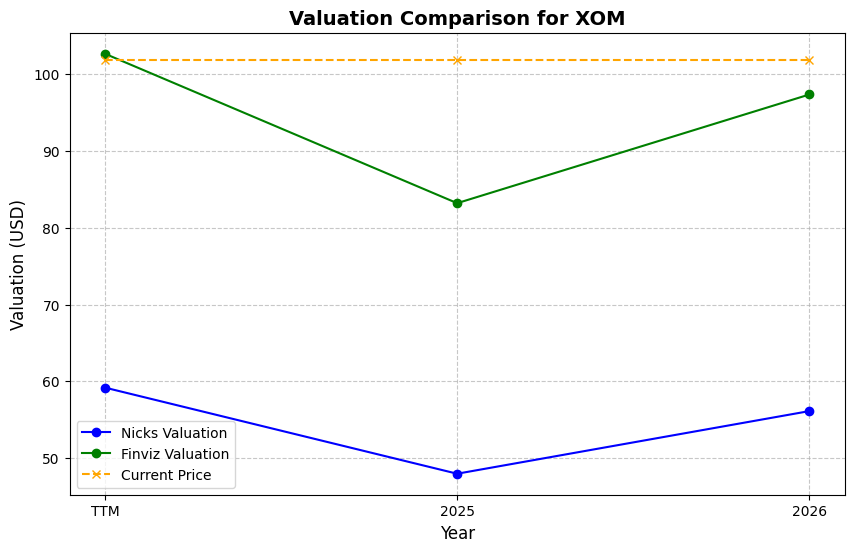 Valuation Comparison for XOM
Valuation (USD)
100
90
80
70
60
50
Nicks Valuation
Finviz Valuation
Current Price
TTM
2025
2026
Year